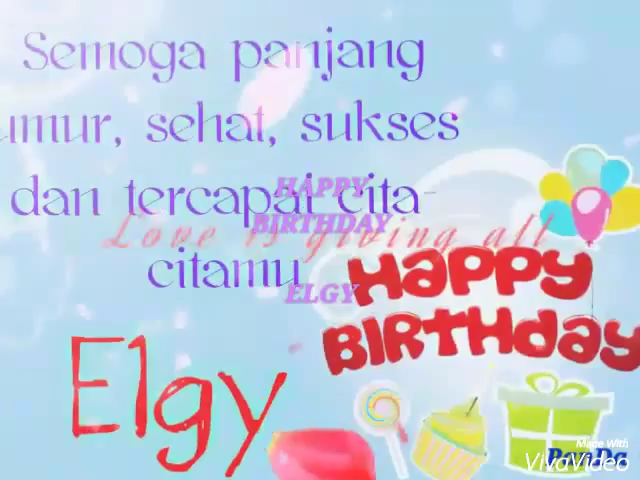 Semoga panjang
umur, sehat, sukses
dan tercapai cita-
citamu
HAPPY
BIRTHDAY
ELGY
Love is giving all
HAPPY
BIRTHday
Elgy
Made With
VivaVideo
PanDa